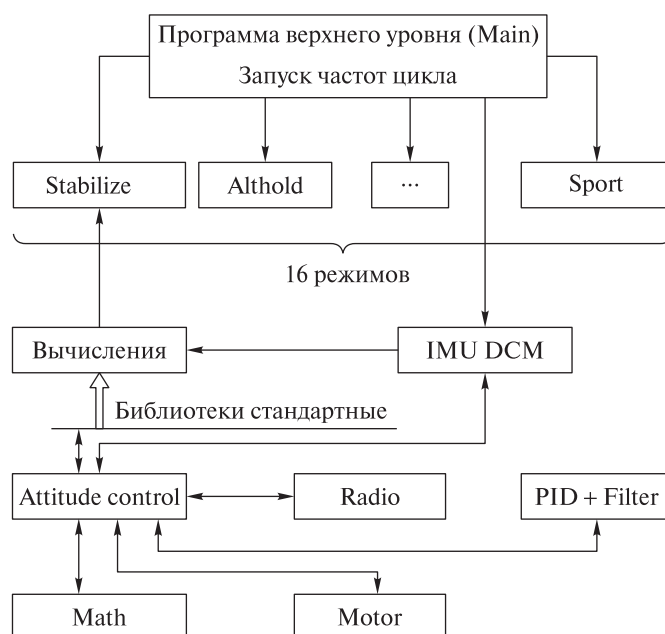 Программа верхнего уровня (Main)
Запуск частот цикла
Stabilize
Althold
...
Sport
16 режимов
Вычисления
IMU DCM
Библиотеки стандартные
Attitude control
Radio
PID + Filter
Math
Motor